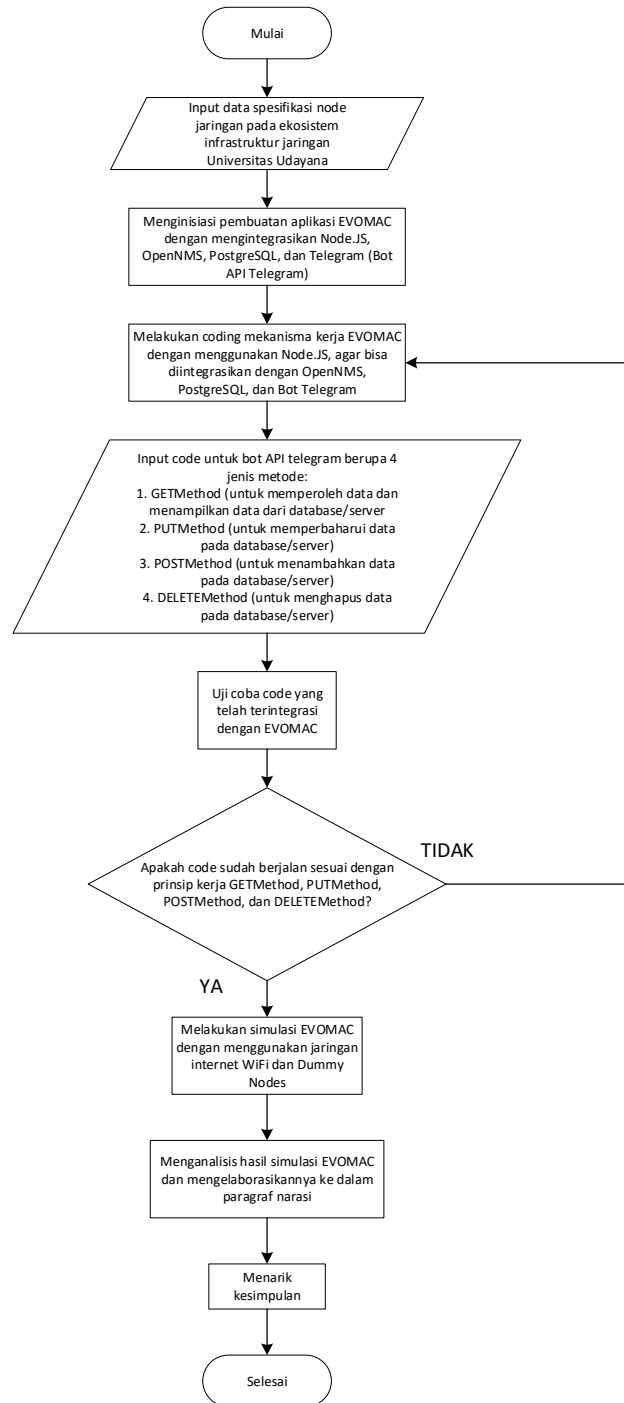 Mulai
Input data spesifikasi node
jaringan pada ekosistem
infrastruktur jaringan
Universitas Udayana
Menginisiasi pembuatan aplikasi EVOMAC
dengan mengintegrasikan Node.JS,
OpenNMS, PostgreSQL, dan Telegram (Bot
API Telegram)
Melakukan coding mekanisma kerja EVOMAC
dengan menggunakan Node.JS, agar bisa
diintegrasikan dengan OpenNMS,
PostgreSQL, dan Bot Telegram
Input code untuk bot API telegram berupa 4
jenis metode:
1. GETMethod (untuk memperoleh data dan
menampilkan data dari database/server
2. PUTMethod (untuk memperbaharui data
pada database/server)
3. POSTMethod (untuk menambahkan data
pada database/server)
4. DELETEMethod (untuk menghapus data
pada database/server)
Uji coba code yang
telah terintegrasi
dengan EVOMAC
Apakah code sudah berjalan sesuai dengan
prinsip kerja GETMethod, PUTMethod,
POSTMethod, dan DELETEMethod?
TIDAK
YA
Melakukan simulasi EVOMAC
dengan menggunakan jaringan
internet WiFi dan Dummy
Nodes
Menganalisis hasil simulasi EVOMAC
dan mengelaborasikannya ke dalam
paragraf narasi
Menarik
kesimpulan
Selesai